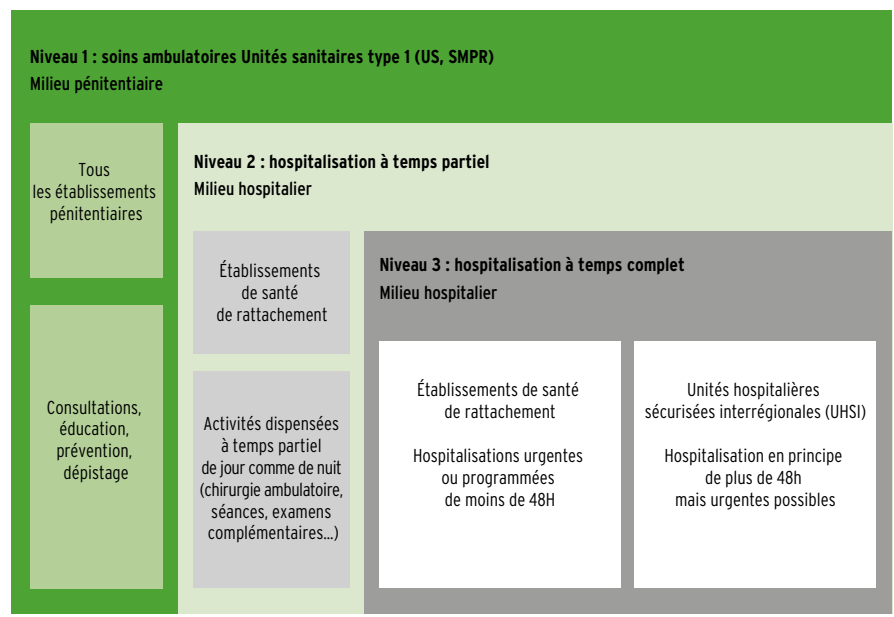 Niveau 1 : soins ambulatoires Unités sanitaires type 1 (US, SMPR)
Milieu pénitentiaire
Tous
les établissements
pénitentiaires
Consultations,
éducation,
prévention,
dépistage
Niveau 2 : hospitalisation à temps partiel
Milieu hospitalier
Établissements
de santé
de rattachement
Activités dispensées
à temps partiel
de jour comme de nuit
(chirurgie ambulatoire,
séances, examens
complémentaires...)
Niveau 3 : hospitalisation à temps complet
Milieu hospitalier
Établissements de santé
de rattachement
Hospitalisations urgentes
ou programmées
de moins de 48H
Unités hospitalières
sécurisées interrégionales (UHSI)
Hospitalisation en principe
de plus de 48h
mais urgentes possibles